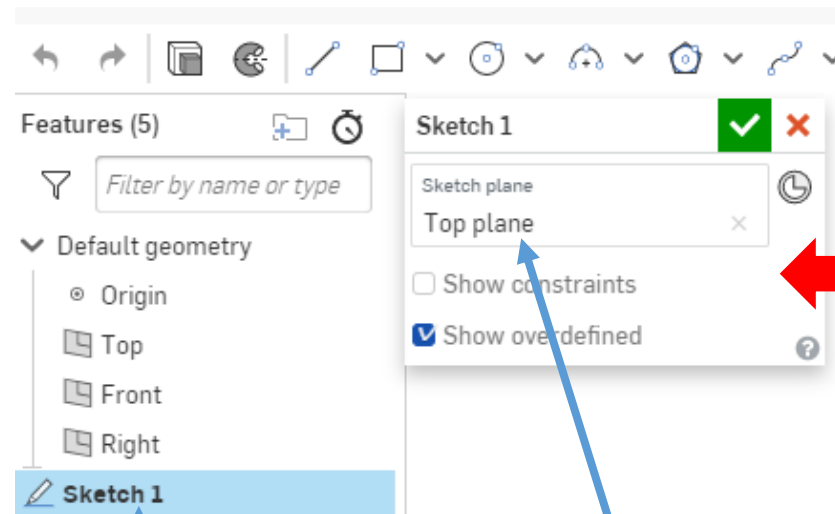 Features (5)
Sketch 1
Filter by name or type
Sketch plane
Top plane
Default geometry
Show constraints
Origin
Show overdefined
Top
Front
Right
Sketch 1